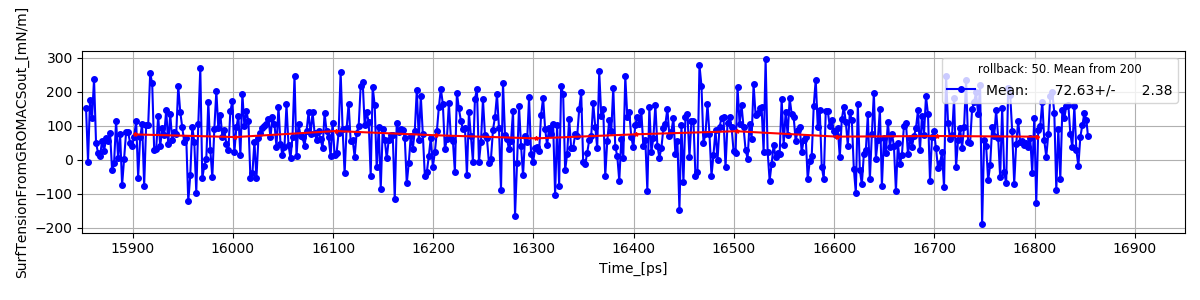 SurfTensionFromGROMACSout_[mN/m]
300
200
100
0
−100
−200
rollback: 50. Mean from 200
Mean: 72.63+/- 2.38
15900 16000 16100 16200 16300 16400 16500 16600 16700 16800 16900
Time_[ps]